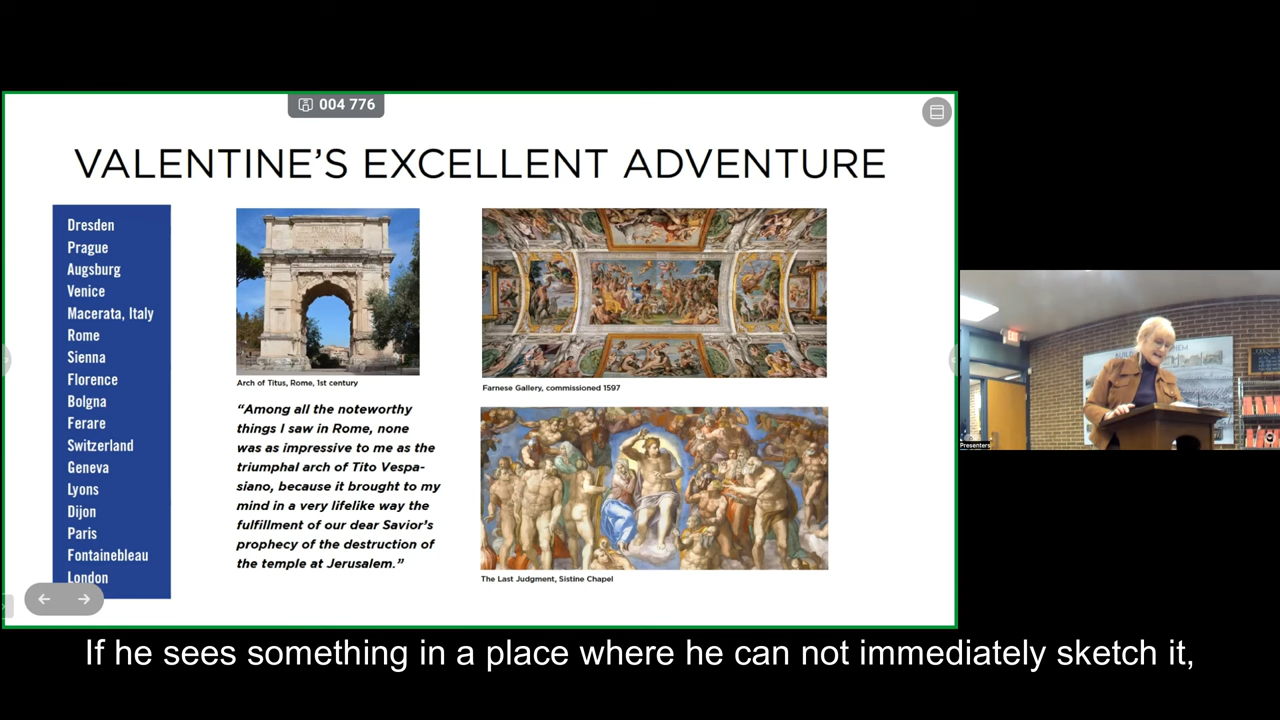 004 776
VALENTINE'S EXCELLENT ADVENTURE
Dresden
Prague
Augsburg
Venice
Macerata, Italy
Rome
Sienna
Florence
Bolgna
Ferare
Switzerland
Geneva
Lyons
Dijon
Paris
Fontainebleau
London
Arch of Titus, Rome, 1st century
“Among all the noteworthy
things I saw in Rome, none
was as impressive to me as the
triumphal arch of Tito Vespa-
siano, because it brought to my
mind in a very lifelike way the
fulfillment of our dear Savior's
prophecy of the destruction of
the temple at Jerusalem.”
Farnese Gallery, commissioned 1597
The Last Judgment, Sistine Chapel
EXIT
Presenters
If he sees something in a place where he can not immediately sketch it,